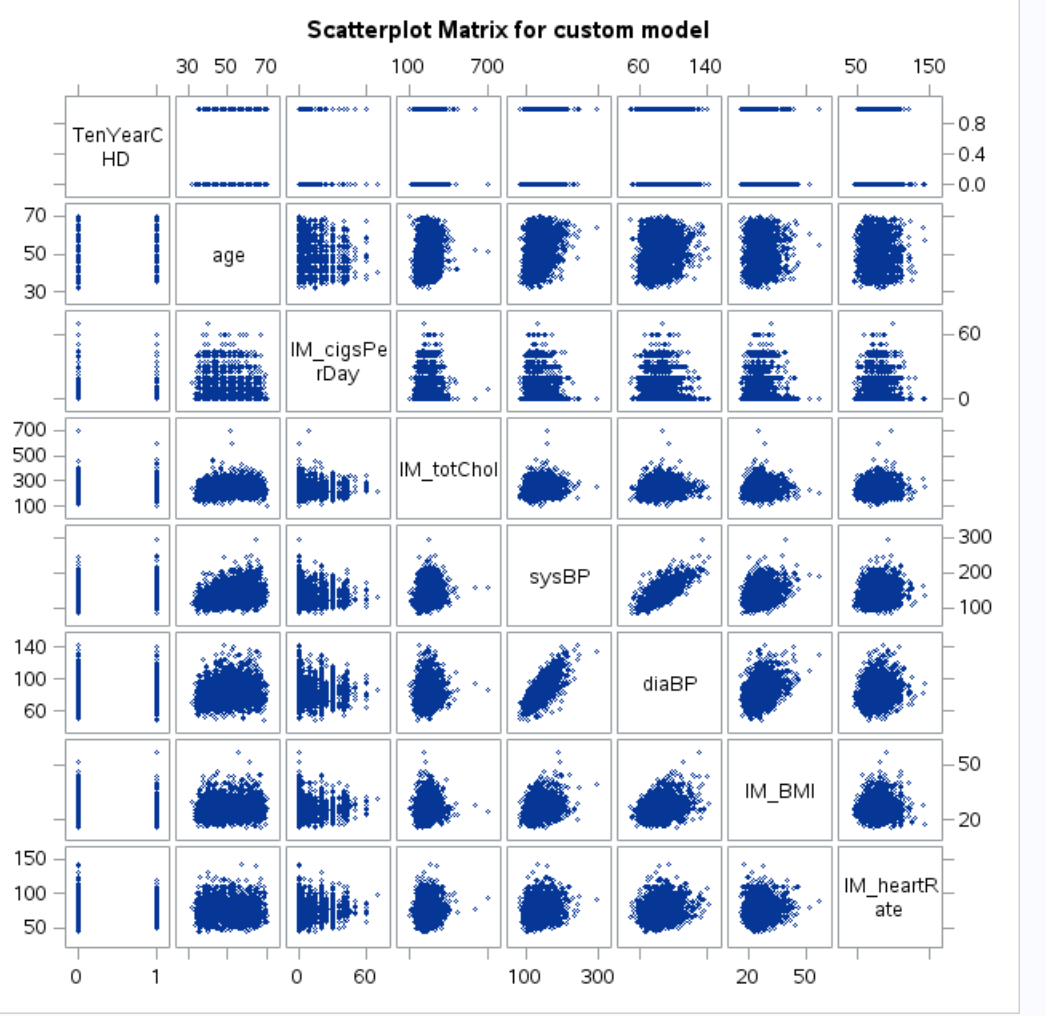 Scatterplot Matrix for custom model
30 50 70 100 700 60 140 50 150
TenYearC
HD
0.8
0.4
0.0
70
50
30
age
IM_cigsPe
rDay
60
0
700
500
300
100
IM_totChol
sysBP
300
200
100
140
100
60
diaBP
IM_BMI
50
20
150
100
50
IM_heartR
ate
0 1 0 60 100 300 20 50